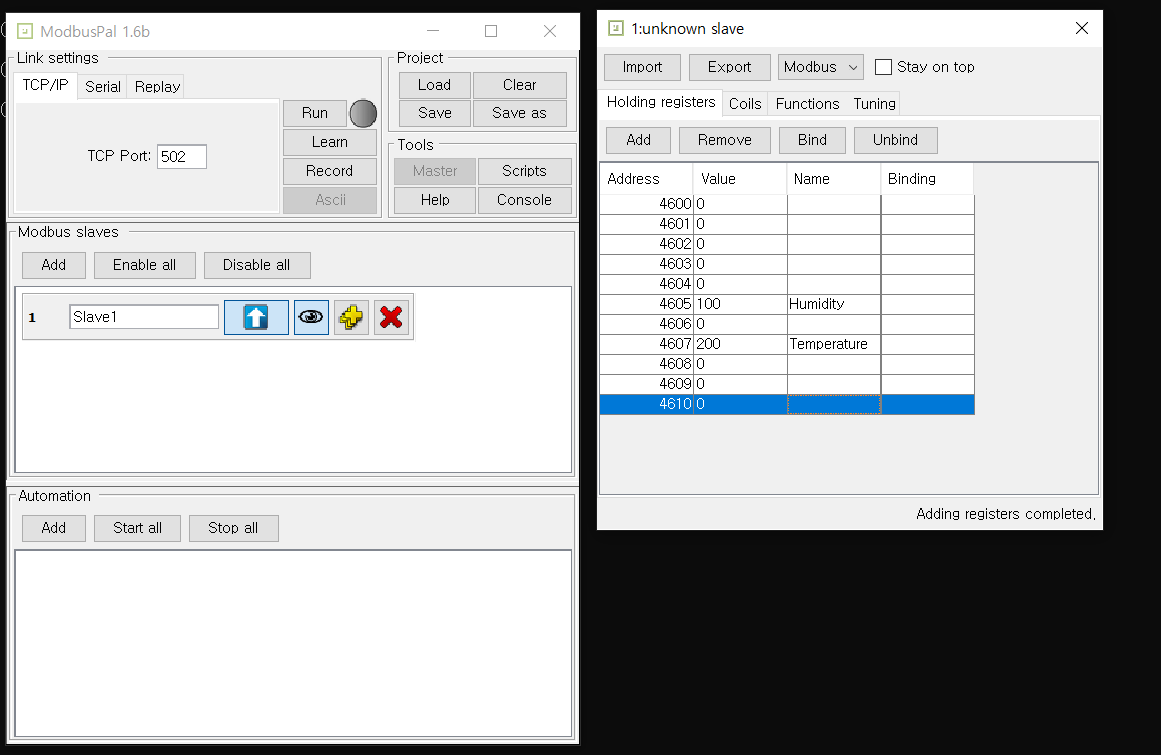 ModbusPal 1.6b
Link settings
TCP/IP Serial Replay
TCP Port: 502
Run
Learn
Record
Ascii
Project
Load Clear
Save Save as
Tools
Master Scripts
Help Console
Modbus slaves
Add Enable all Disable all
1 Slave1
Automation
Add Start all Stop all
1:unknown slave
Import Export Modbus Stay on top
Holding registers Coils Functions Tuning
Add Remove Bind Unbind
Address Value Name Binding
4600 0
4601 0
4602 0
4603 0
4604 0
4605 100 Humidity
4606 0
4607 200 Temperature
4608 0
4609 0
4610 0
Adding registers completed.